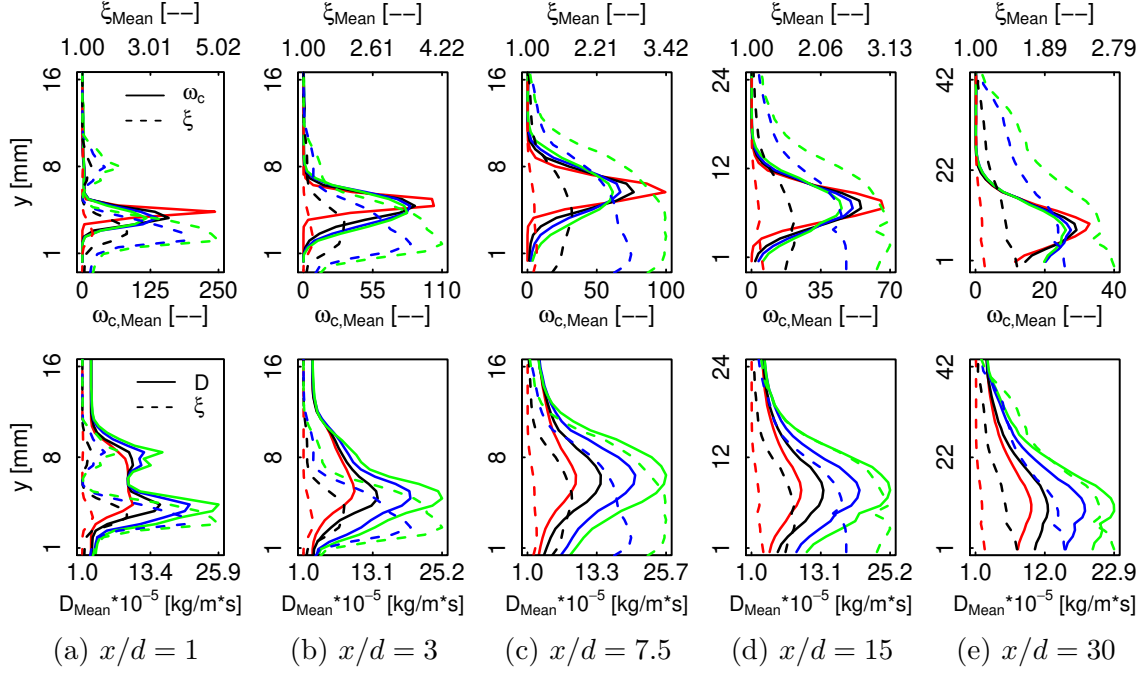 ξMean [−−] ξMean [−−] ξMean [−−] ξMean [−−] ξMean [−−]
1.00 3.01 5.02 1.00 2.61 4.22 1.00 2.21 3.42 1.00 2.06 3.13 1.00 1.89 2.79
y [mm] 16 8 1 16 8 1 16 8 1 24 12 1 42 22 1
ωc
ξ
0 125 250 0 55 110 0 50 100 0 35 70 0 20 40
ωc,Mean [−−] ωc,Mean [−−] ωc,Mean [−−] ωc,Mean [−−] ωc,Mean [−−]
y [mm] 16 8 1 16 8 1 16 8 1 24 12 1 42 22 1
D
ξ
1.0 13.4 25.9 1.0 13.1 25.2 1.0 13.3 25.7 1.0 13.1 25.2 1.0 12.0 22.9
DMean*10⁻⁵ [kg/m*s] DMean*10⁻⁵ [kg/m*s] DMean*10⁻⁵ [kg/m*s] DMean*10⁻⁵ [kg/m*s] DMean*10⁻⁵ [kg/m*s]
(a) x/d = 1 (b) x/d = 3 (c) x/d = 7.5 (d) x/d = 15 (e) x/d = 30